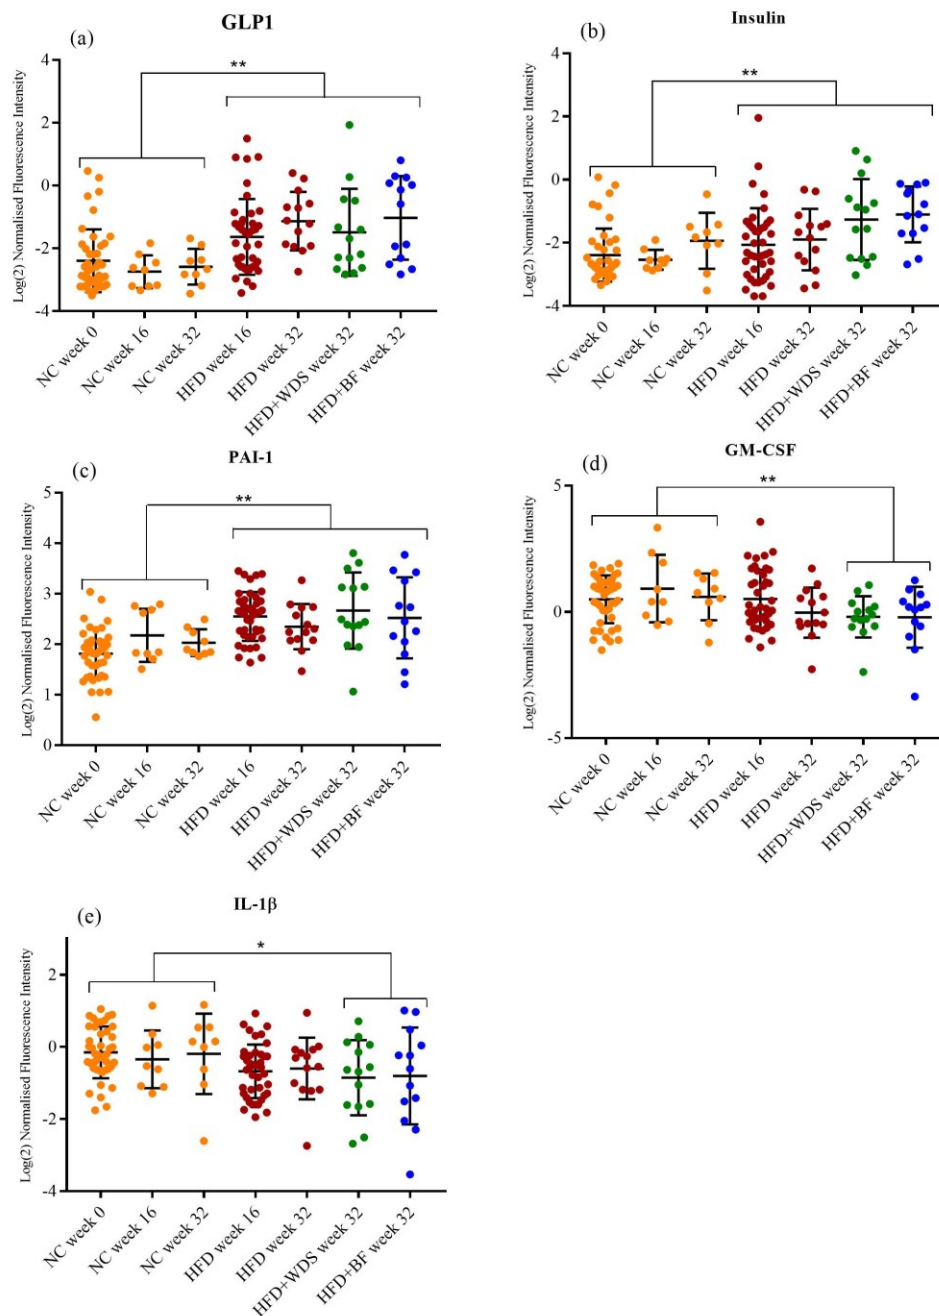 GLP1
(a)
Log(2) Normalised Fluorescence Intensity
4
2
0
-2
-4
**
NC week 0
NC week 16
NC week 32
HFD week 16
HFD week 32
HFD+WDS week 32
HFD+BF week 32
Insulin
(b)
Log(2) Normalised Fluorescence Intensity
4
2
0
-2
-4
**
NC week 0
NC week 16
NC week 32
HFD week 16
HFD week 32
HFD+WDS week 32
HFD+BF week 32
PAI-1
(c)
Log(2) Normalised Fluorescence Intensity
5
4
3
2
1
0
**
NC week 0
NC week 16
NC week 32
HFD week 16
HFD week 32
HFD+WDS week 32
HFD+BF week 32
GM-CSF
(d)
Log(2) Normalised Fluorescence Intensity
5
0
-5
**
NC week 0
NC week 16
NC week 32
HFD week 16
HFD week 32
HFD+WDS week 32
HFD+BF week 32
IL-1β
(e)
Log(2) Normalised Fluorescence Intensity
2
0
-2
-4
*
NC week 0
NC week 16
NC week 32
HFD week 16
HFD week 32
HFD+WDS week 32
HFD+BF week 32